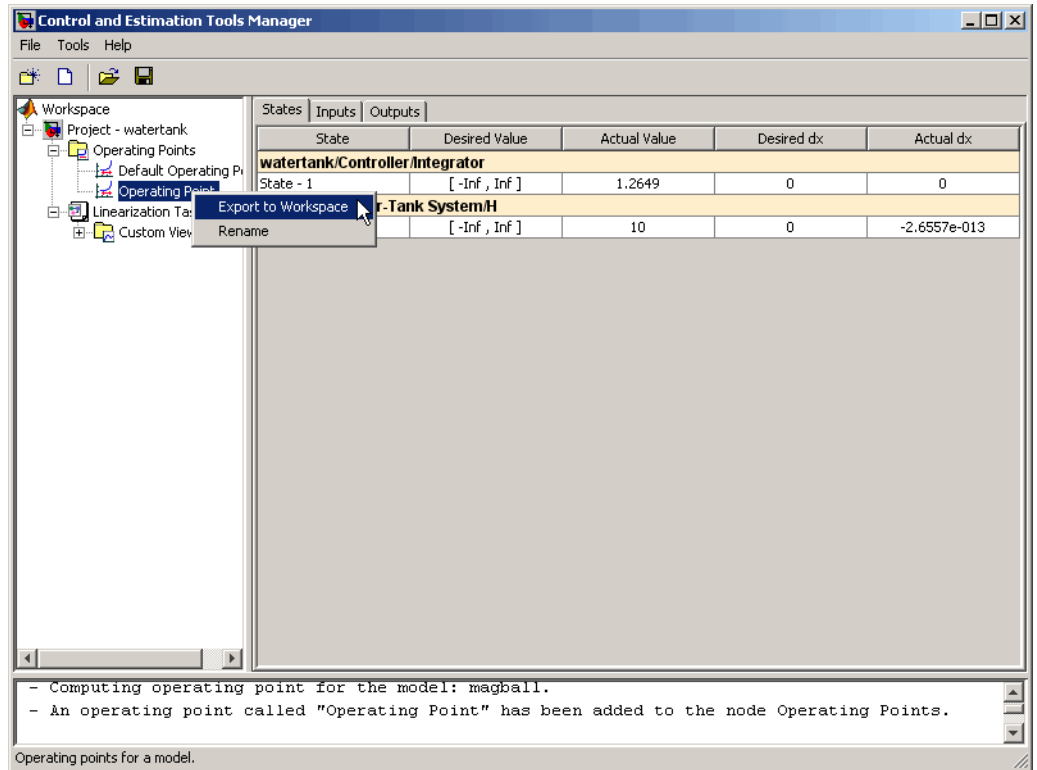 Control and Estimation Tools Manager
File Tools Help
Workspace
Project - watertank
Operating Points
Default Operating
Operating Point
Linearization
Custom
Export to Workspace
Rename
States Inputs Outputs
State Desired Value Actual Value Desired dx Actual dx
watertank/Controller/Integrator
State - 1 [ -Inf , Inf ] 1.2649 0 0
r-Tank System/H
[ -Inf , Inf ] 10 0 -2.6557e-013
- Computing operating point for the model: magball.
- An operating point called "Operating Point" has been added to the node Operating Points.
Operating points for a model.